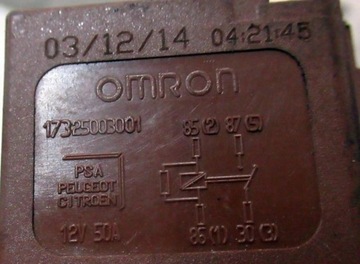 03/12/14 04:21:45
OMRON
17325003001
85(2) 87(5)
PSA
PEUGEOT
CITROEN
12V 50A
86(1) 30(3)